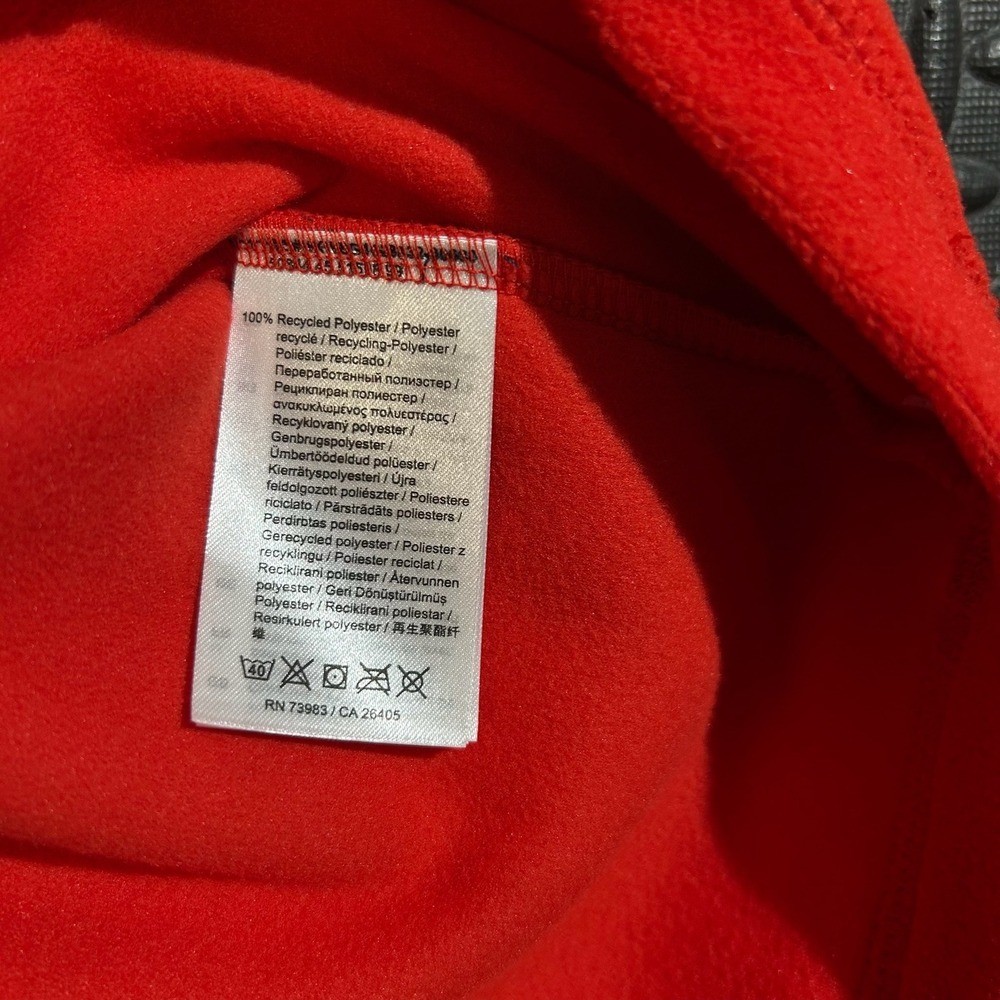 100% Recycled Polyester / Polyester
recyclé / Recycling-Polyester /
Poliéster reciclado /
Переработанный полиэстер /
Рециклиран полиестер /
ανακυκλωμένος πολυεστέρας /
Recyklovaný polyester /
Genbrugspolyester /
Ümbertöödeldud polüester /
Kierrätyspolyesteri / Újra
feldolgozott poliészter / Poliestere
riciclato / Pārstrādāts poliesters /
Perdirbtas poliesteris /
Gerecycled polyester / Poliester z
recyklingu / Poliester reciclat /
Reciklirani poliester / Återvunnen
polyester / Geri Dönüştürülmüş
Polyester / Reciklirani poliestar /
Resirkulert polyester / 再生聚酯纤
维
40
RN 73983 / CA 26405